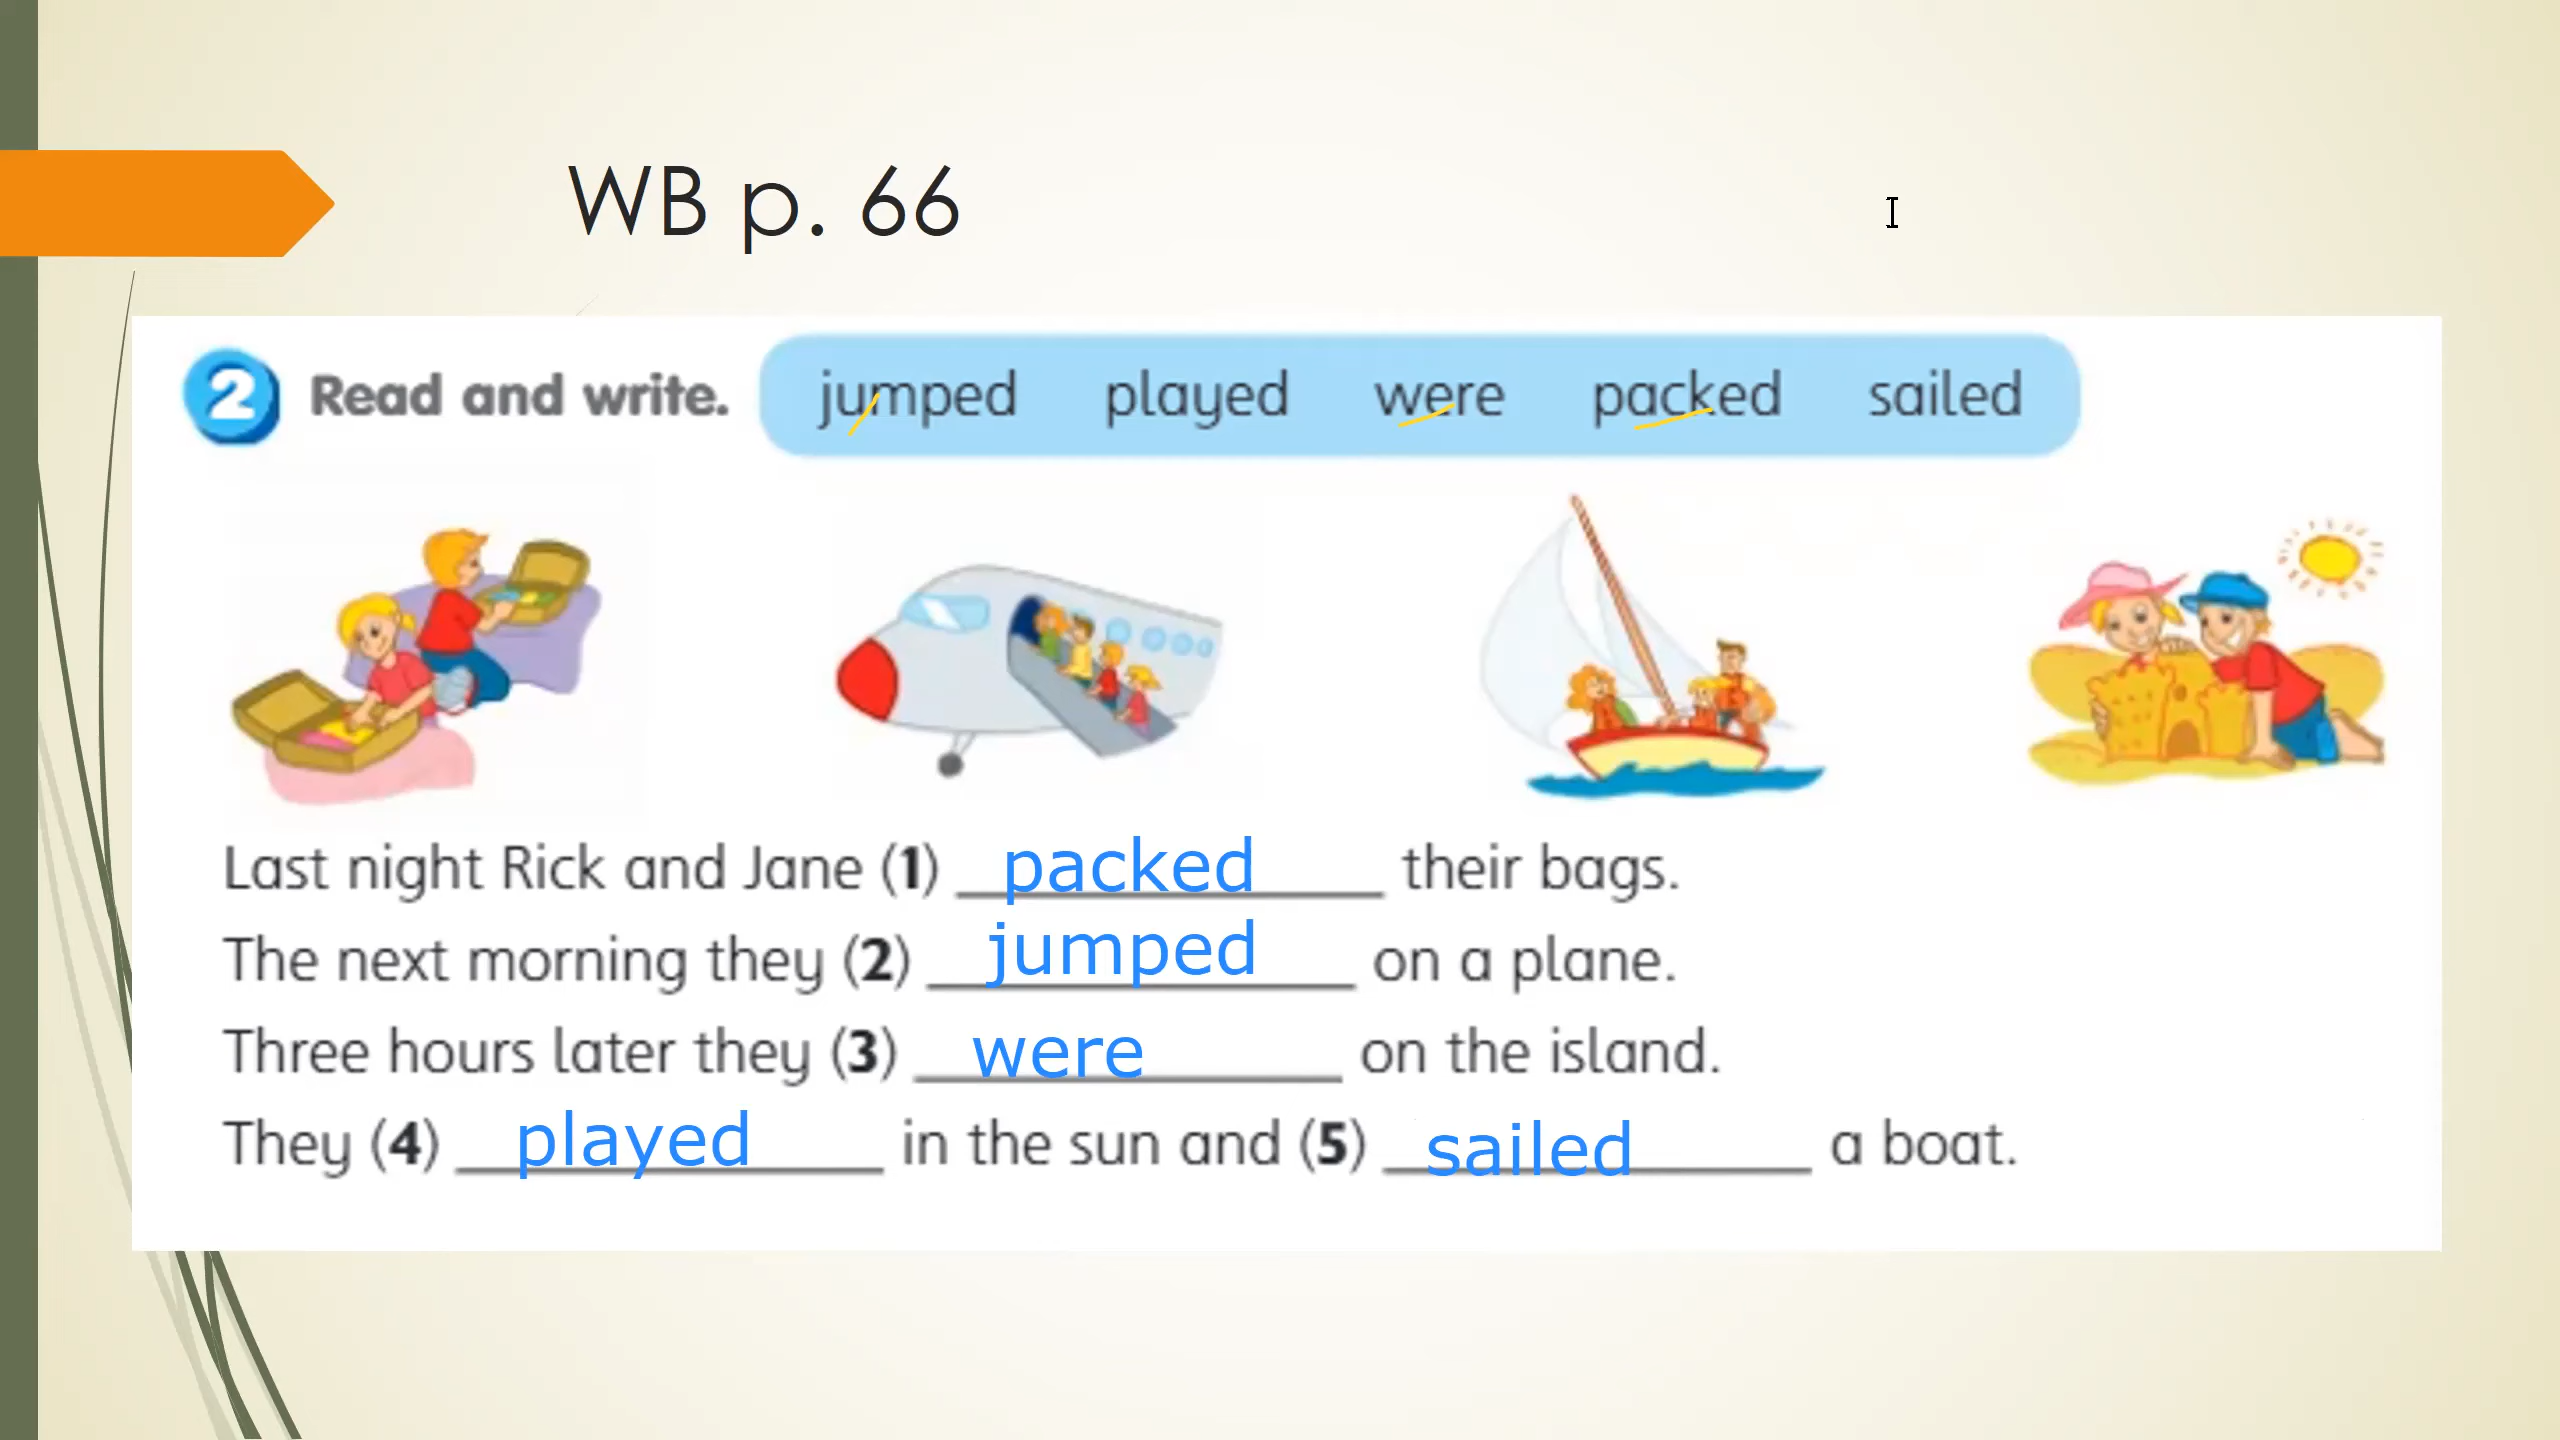 WB p. 66
2 Read and write. jumped played were packed sailed
Last night Rick and Jane (1) packed their bags.
The next morning they (2) jumped on a plane.
Three hours later they (3) were on the island.
They (4) played in the sun and (5) sailed a boat.